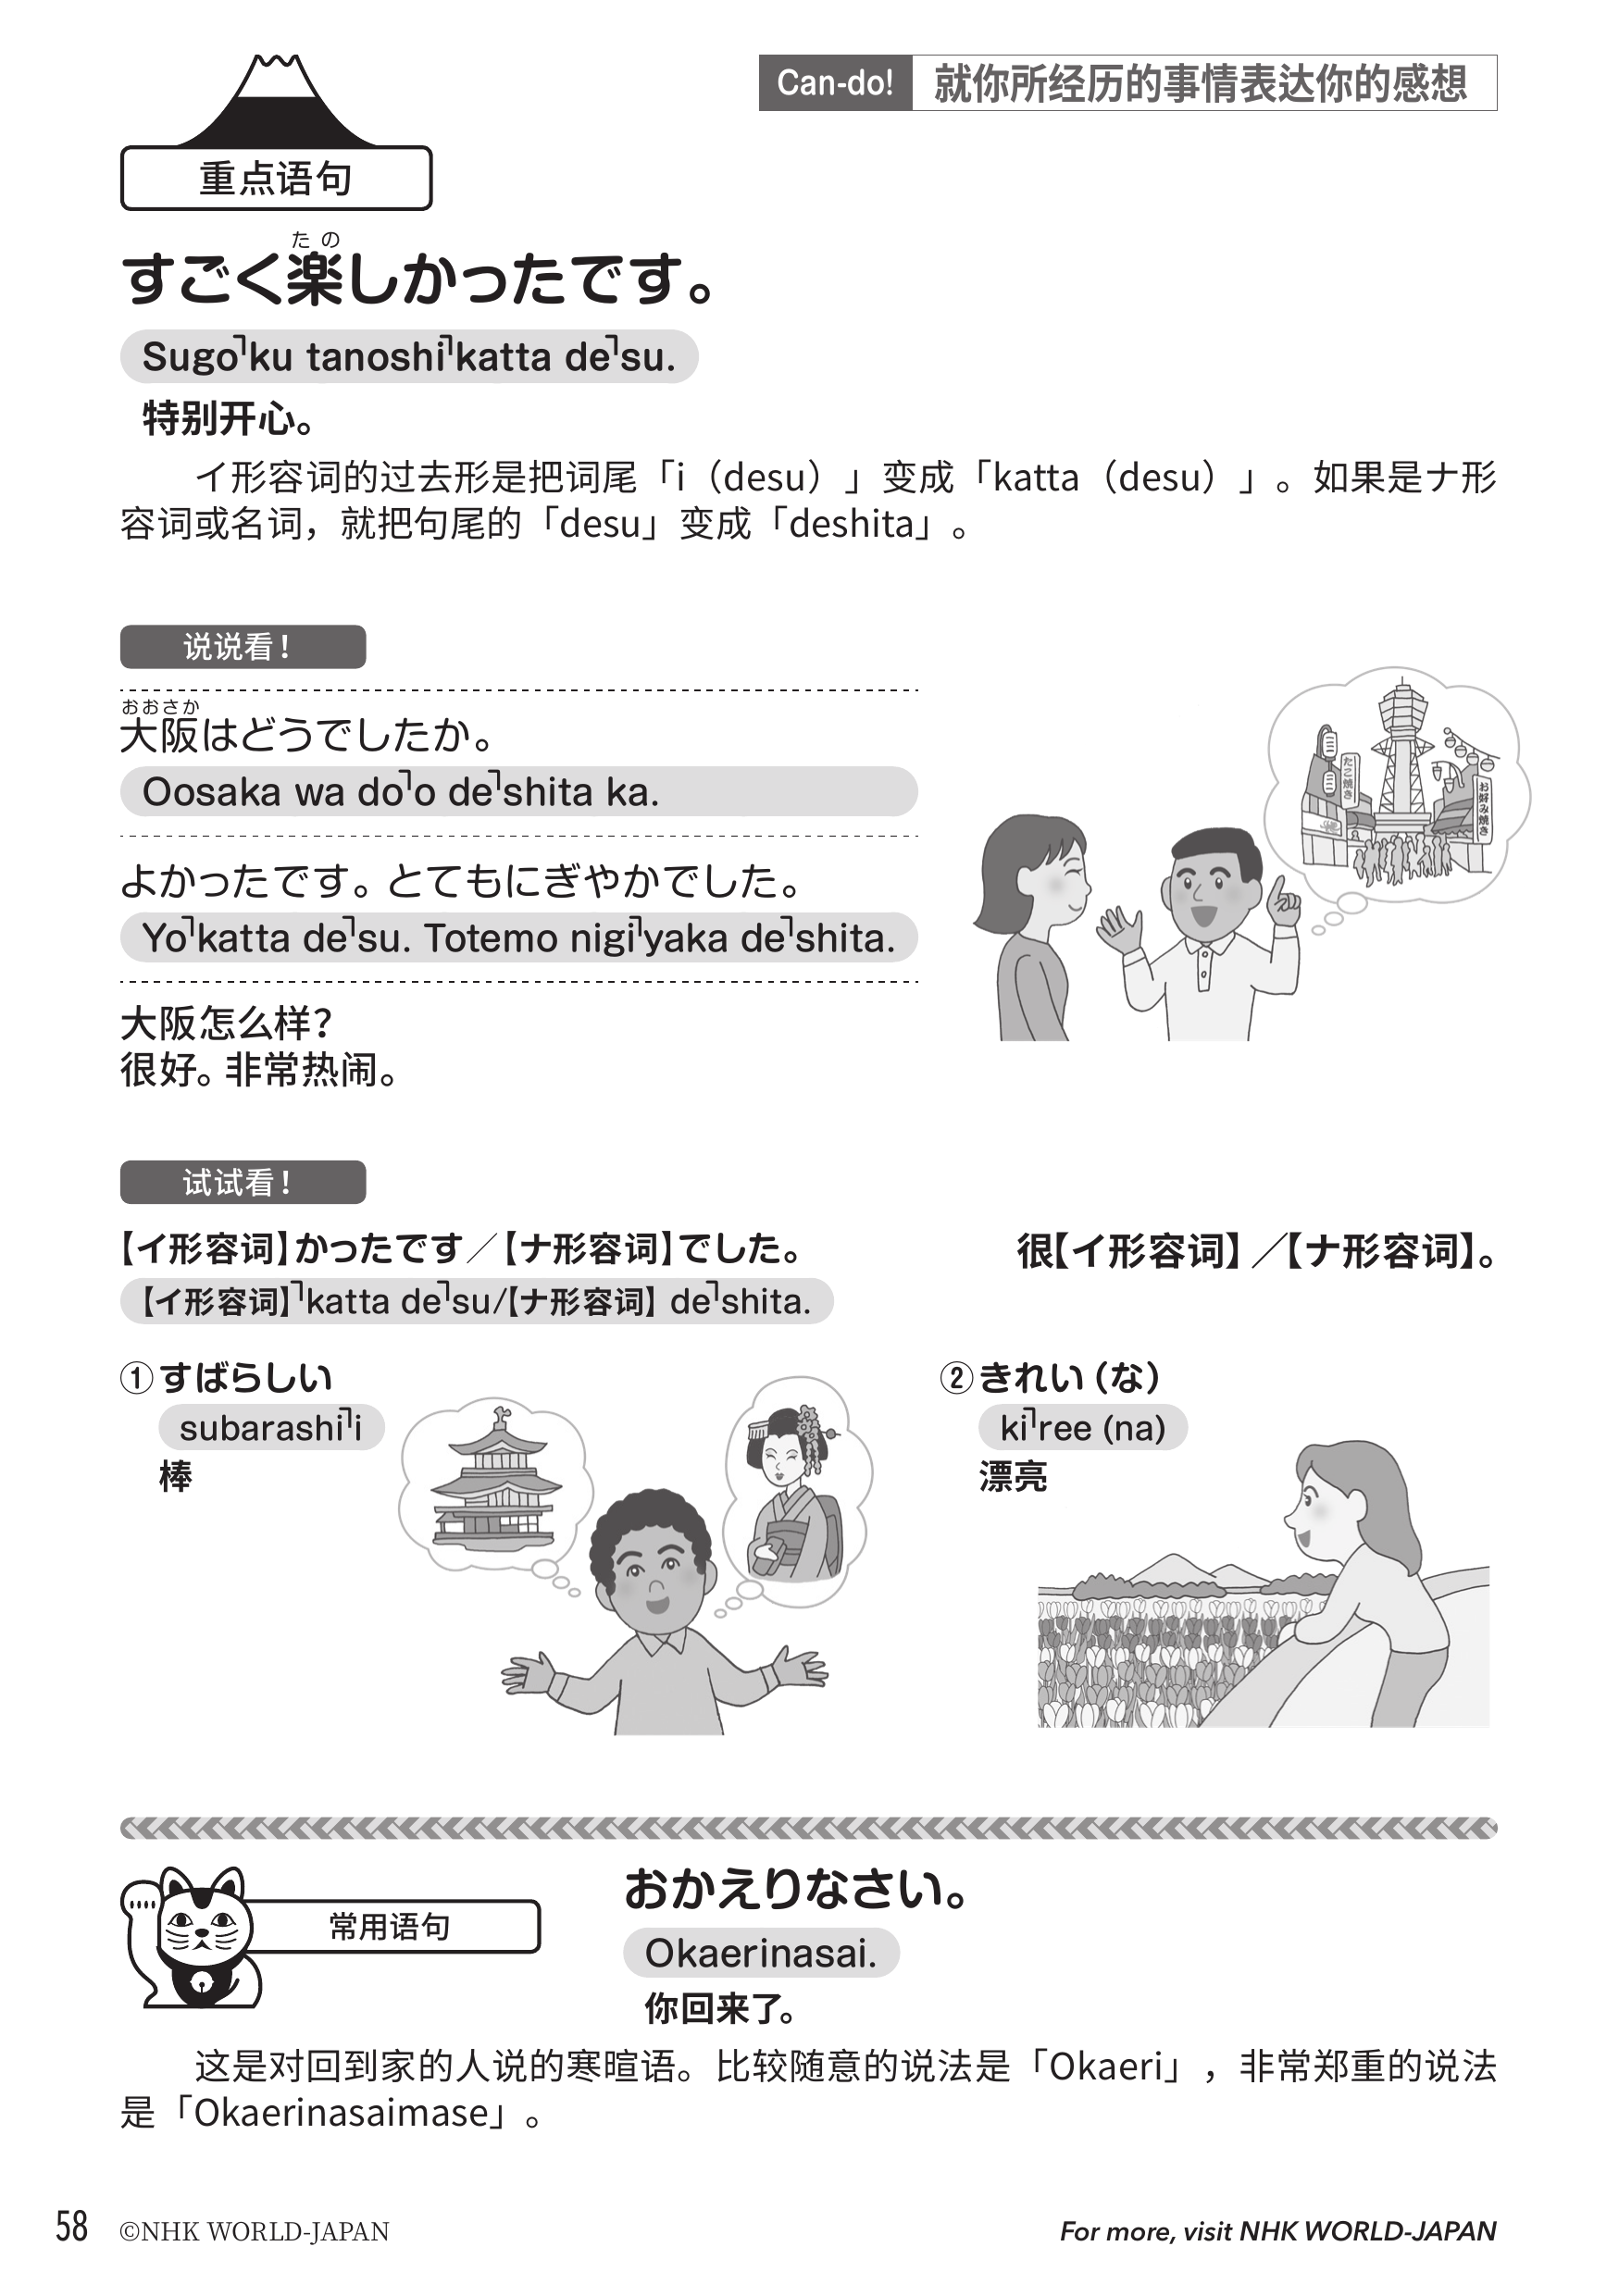 Can-do! 就你所经历的事情表达你的感想
重点语句
たの
すごく楽しかったです。
Sugo˥ku tanoshi˥katta de˥su.
特别开心。
イ形容词的过去形是把词尾「i（desu）」变成「katta（desu）」。如果是ナ形
容词或名词，就把句尾的「desu」变成「deshita」。
说说看！
おおさか
大阪はどうでしたか。
Oosaka wa do˥o de˥shita ka.
よかったです。とてもにぎやかでした。
Yo˥katta de˥su. Totemo nigi˥yaka de˥shita.
大阪怎么样？
很好。非常热闹。
たこ焼き
お好み焼き
试试看！
【イ形容词】かったです／【ナ形容词】でした。
很【イ形容词】／【ナ形容词】。
【イ形容词】˥katta de˥su/【ナ形容词】 de˥shita.
①すばらしい
subarashi˥i
棒
②きれい（な）
ki˥ree (na)
漂亮
常用语句
おかえりなさい。
Okaerinasai.
你回来了。
这是对回到家的人说的寒暄语。比较随意的说法是「Okaeri」，非常郑重的说法
是「Okaerinasaimase」。
58 ©NHK WORLD-JAPAN
For more, visit NHK WORLD-JAPAN